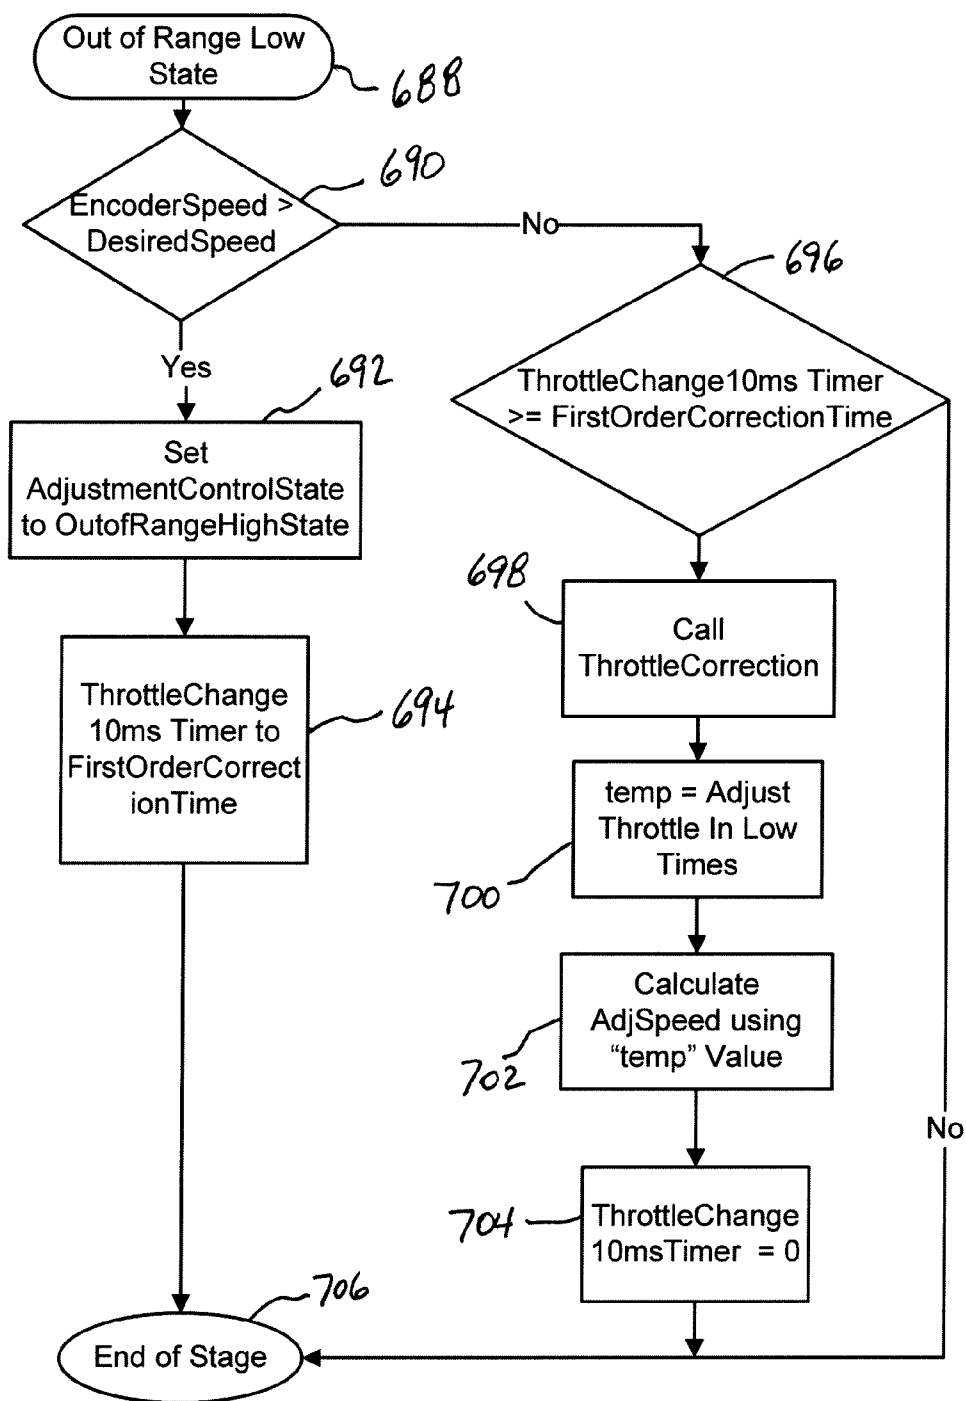 Out of Range Low
State
688
EncoderSpeed >
DesiredSpeed
690
No
Yes
692
Set
AdjustmentControlState
to OutofRangeHighState
ThrottleChange
10ms Timer to
FirstOrderCorrect
ionTime
694
696
ThrottleChange10ms Timer
>= FirstOrderCorrectionTime
698
Call
ThrottleCorrection
temp = Adjust
Throttle In Low
Times
700
Calculate
AdjSpeed using
“temp” Value
702
No
704
ThrottleChange
10msTimer = 0
706
End of Stage